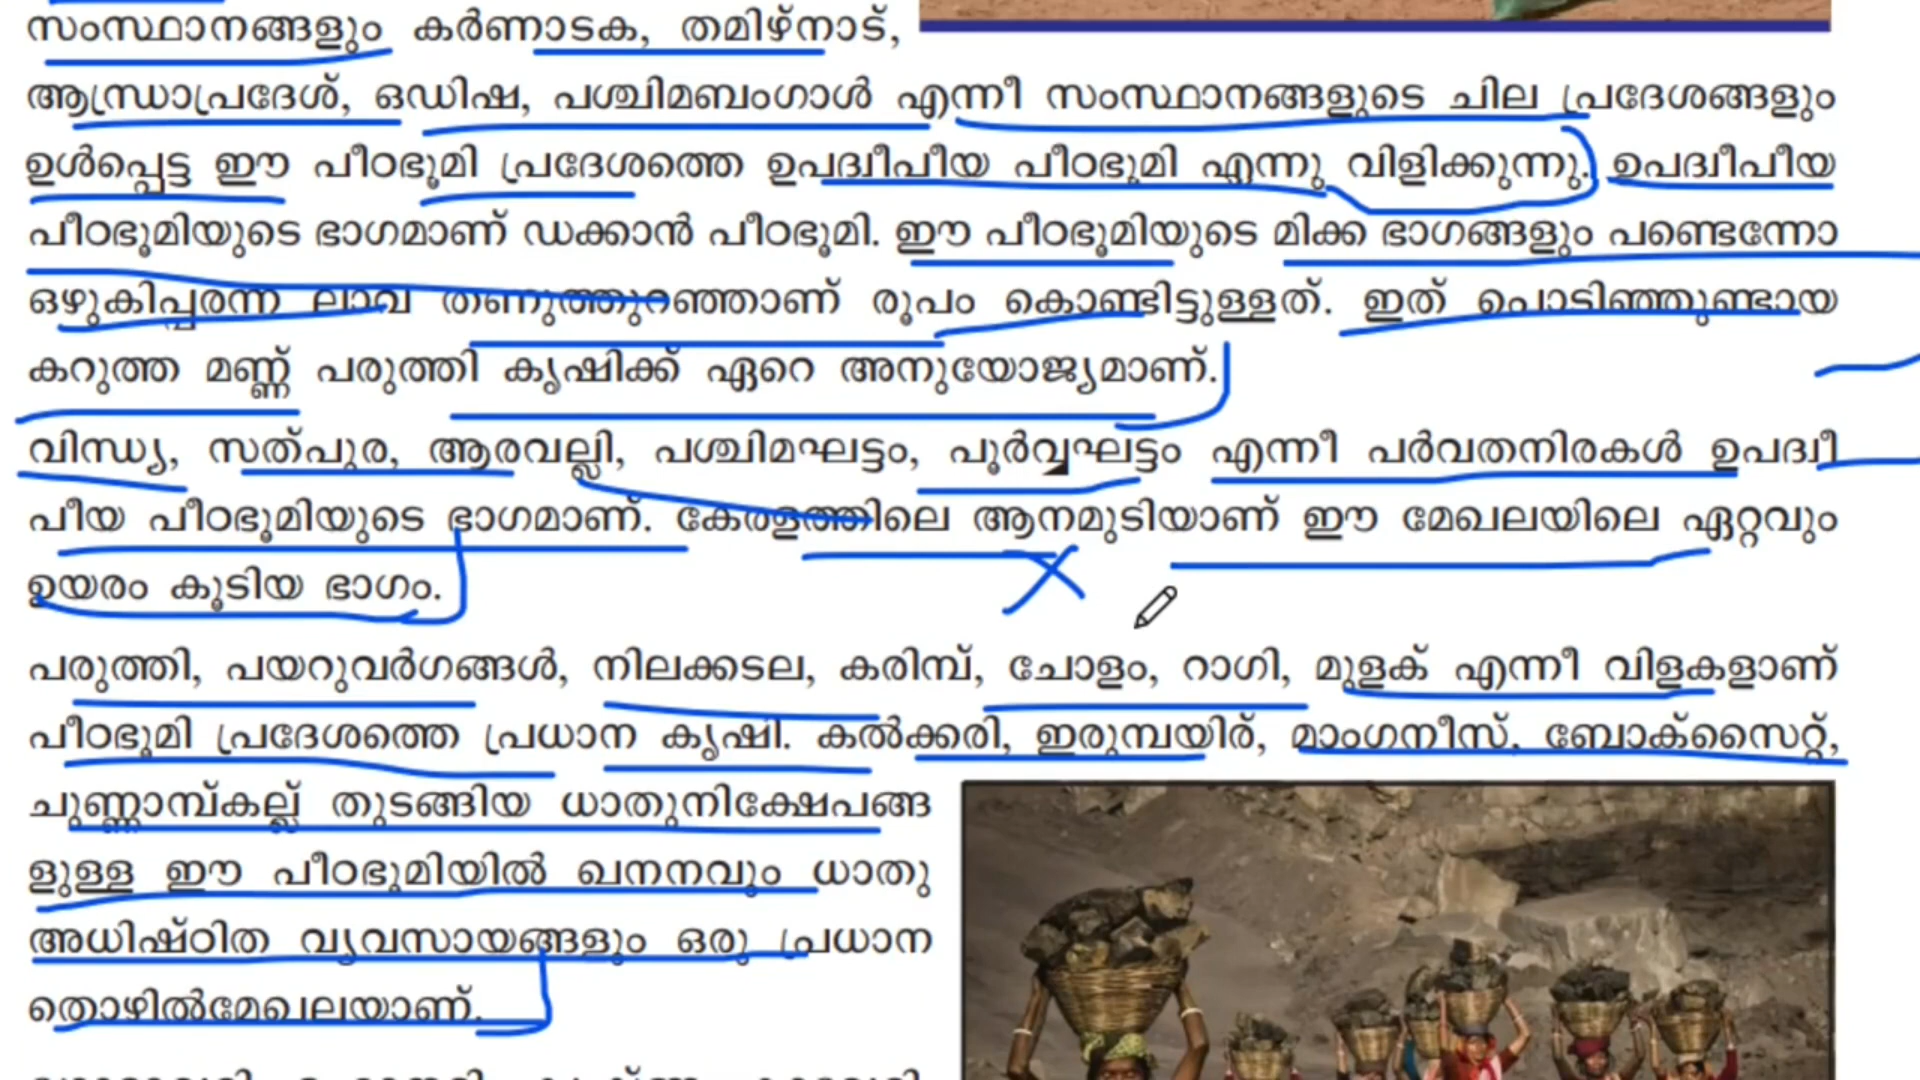 സംസ്ഥാനങ്ങളും കർണാടക, തമിഴ്നാട്,
ആന്ധ്രാപ്രദേശ്, ഒഡിഷ, പശ്ചിമബംഗാൾ എന്നീ സംസ്ഥാനങ്ങളുടെ ചില പ്രദേശങ്ങളും
ഉൾപ്പെട്ട ഈ പീഠഭൂമി പ്രദേശത്തെ ഉപദ്വീപീയ പീഠഭൂമി എന്നു വിളിക്കുന്നു. ഉപദ്വീപീയ
പീഠഭൂമിയുടെ ഭാഗമാണ് ഡക്കാൻ പീഠഭൂമി. ഈ പീഠഭൂമിയുടെ മിക്ക ഭാഗങ്ങളും പണ്ടെന്നോ
ഒഴുകിപ്പരന്ന ലാവ തണുത്തുറഞ്ഞാണ് രൂപം കൊണ്ടിട്ടുള്ളത്. ഇത് പൊടിഞ്ഞുണ്ടായ
കറുത്ത മണ്ണ് പരുത്തി കൃഷിക്ക് ഏറെ അനുയോജ്യമാണ്.
വിന്ധ്യ, സത്പുര, ആരവല്ലി, പശ്ചിമഘട്ടം, പൂർവ്വഘട്ടം എന്നീ പർവതനിരകൾ ഉപദ്വീ
പീയ പീഠഭൂമിയുടെ ഭാഗമാണ്. കേരളത്തിലെ ആനമുടിയാണ് ഈ മേഖലയിലെ ഏറ്റവും
ഉയരം കൂടിയ ഭാഗം.
പരുത്തി, പയറുവർഗങ്ങൾ, നിലക്കടല, കരിമ്പ്, ചോളം, റാഗി, മുളക് എന്നീ വിളകളാണ്
പീഠഭൂമി പ്രദേശത്തെ പ്രധാന കൃഷി. കൽക്കരി, ഇരുമ്പയിര്, മാംഗനീസ്, ബോക്സൈറ്റ്,
ചുണ്ണാമ്പ്കല്ല് തുടങ്ങിയ ധാതുനിക്ഷേപങ്ങ
ളുള്ള ഈ പീഠഭൂമിയിൽ ഖനനവും ധാതു
അധിഷ്ഠിത വ്യവസായങ്ങളും ഒരു പ്രധാന
തൊഴിൽമേഖലയാണ്.